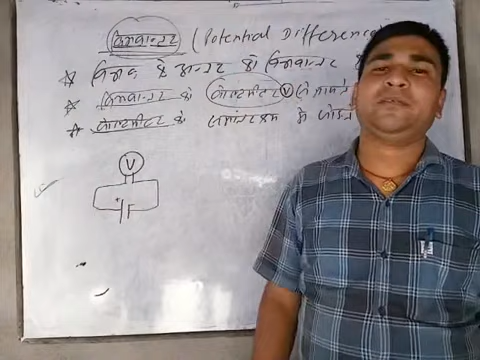 विभवान्तर (Potential Difference
विभव के अन्तर को विभवान्तर
विभवान्तर को वोल्टमीटर V से मापते
वोल्टमीटर को समांतरक्रम में जोड़ते
V
+